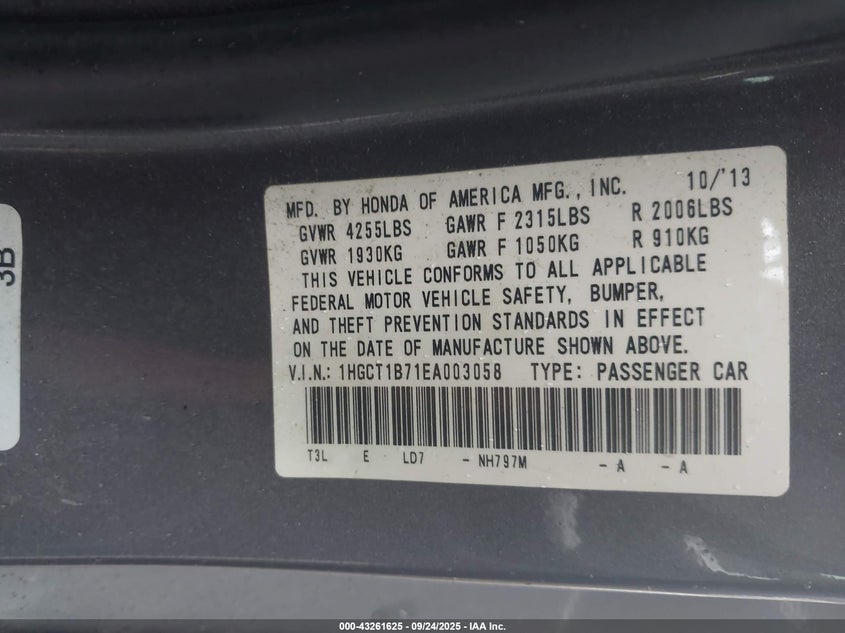 3B
MFD. BY HONDA OF AMERICA MFG., INC. 10/'13
GVWR 4255LBS GAWR F 2315LBS R 2006LBS
GVWR 1930KG GAWR F 1050KG R 910KG
THIS VEHICLE CONFORMS TO ALL APPLICABLE
FEDERAL MOTOR VEHICLE SAFETY, BUMPER,
AND THEFT PREVENTION STANDARDS IN EFFECT
ON THE DATE OF MANUFACTURE SHOWN ABOVE.
V.I.N.: 1HGCT1B71EA003058 TYPE: PASSENGER CAR
T3L E LD7 - NH797M - A - A
000-43261625 - 09/24/2025 - IAA Inc.